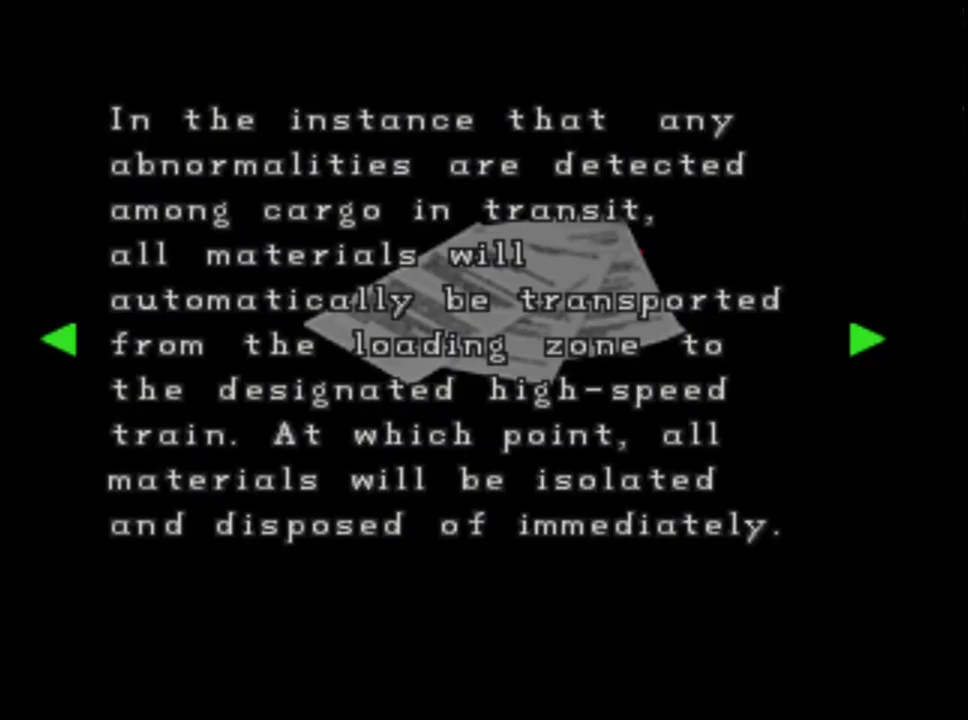 In the instance that any
abnormalities are detected
among cargo in transit,
all materials will
automatically be transported
from the loading zone to
the designated high-speed
train. At which point, all
materials will be isolated
and disposed of immediately.